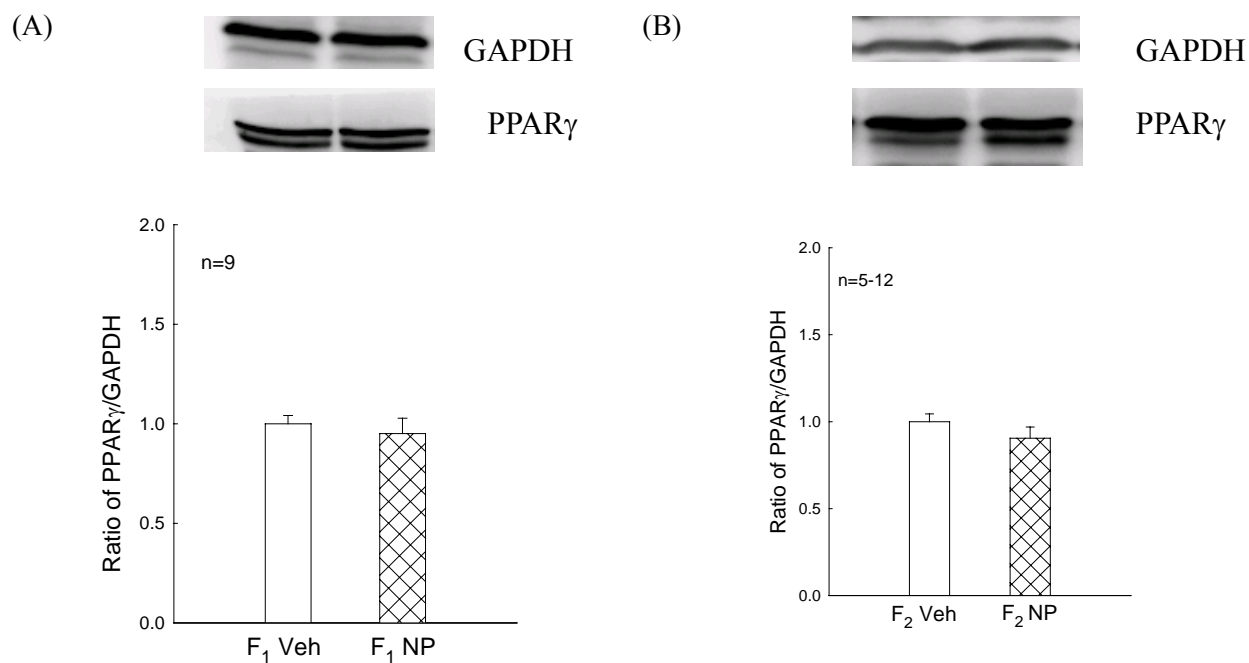 (A)
GAPDH
PPARγ
2.0
1.5
1.0
0.5
0.0
n=9
Ratio of PPARγ/GAPDH
F₁ Veh
F₁ NP
(B)
GAPDH
PPARγ
2.0
1.5
1.0
0.5
0.0
n=5-12
Ratio of PPARγ/GAPDH
F₂ Veh
F₂ NP